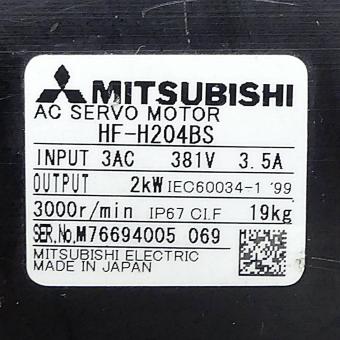 MITSUBISHI
AC SERVO MOTOR
HF-H204BS
INPUT 3AC 381V 3.5A
OUTPUT 2kW IEC60034-1 '99
3000r/min IP67 CI.F 19kg
SER.No.M76694005 069
MITSUBISHI ELECTRIC
MADE IN JAPAN